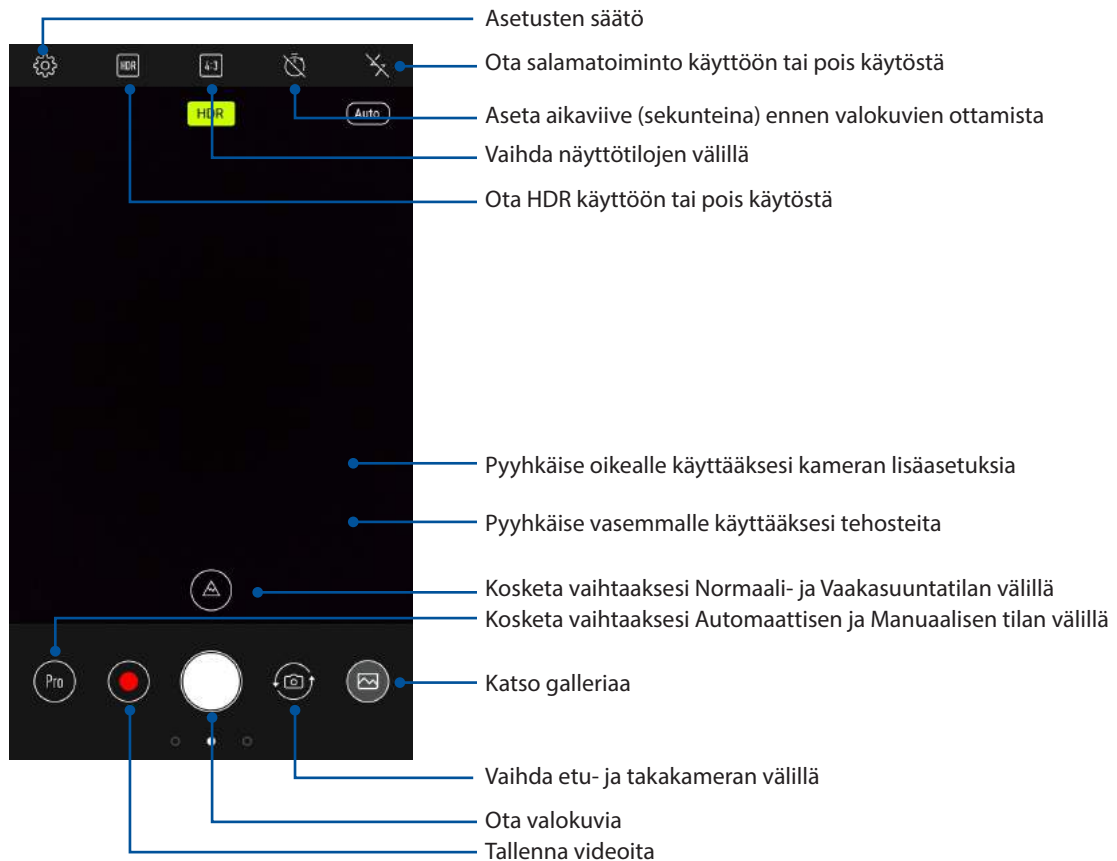 Asetusten säätö
HDR
4:3
Ota salamatoiminto käyttöön tai pois käytöstä
HDR
Auto
Aseta aikaviive (sekunteina) ennen valokuvien ottamista
Vaihda näyttötilojen välillä
Ota HDR käyttöön tai pois käytöstä
Pyyhkäise oikealle käyttääksesi kameran lisäasetuksia
Pyyhkäise vasemmalle käyttääksesi tehosteita
Kosketa vaihtaaksesi Normaali- ja Vaakasuuntatilan välillä
Kosketa vaihtaaksesi Automaattisen ja Manuaalisen tilan välillä
Pro
Katso galleriaa
Vaihda etu- ja takakameran välillä
Ota valokuvia
Tallenna videoita